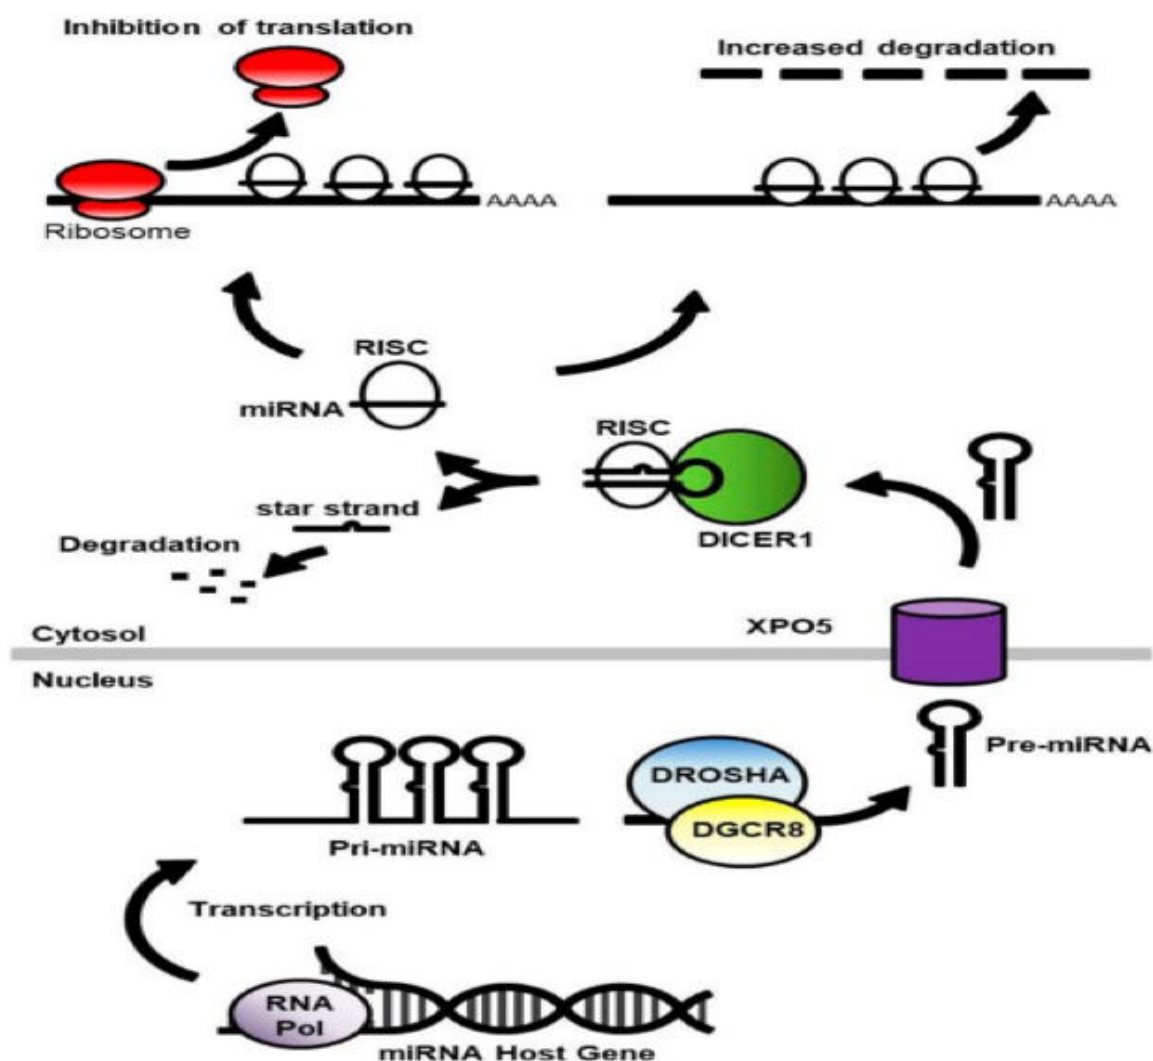 Inhibition of translation
Increased degradation
AAAA
AAAA
Ribosome
RISC
miRNA
RISC
star strand
DICER1
Degradation
XPO5
Cytosol
Nucleus
Pre-miRNA
DROSHA
DGCR8
Pri-miRNA
Transcription
RNA
Pol
miRNA Host Gene